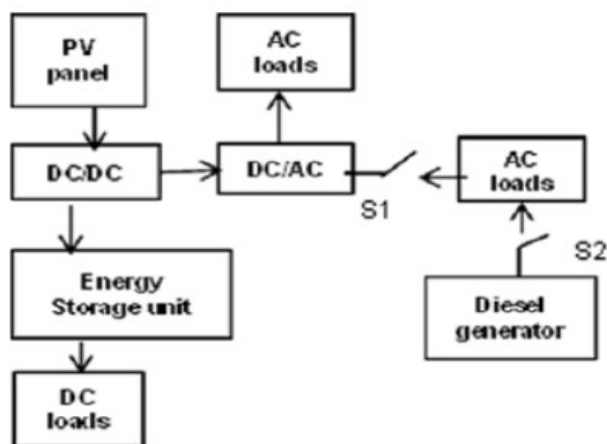 PV
panel
AC
loads
DC/DC
DC/AC
AC
loads
S1
S2
Energy
Storage unit
Diesel
generator
DC
loads